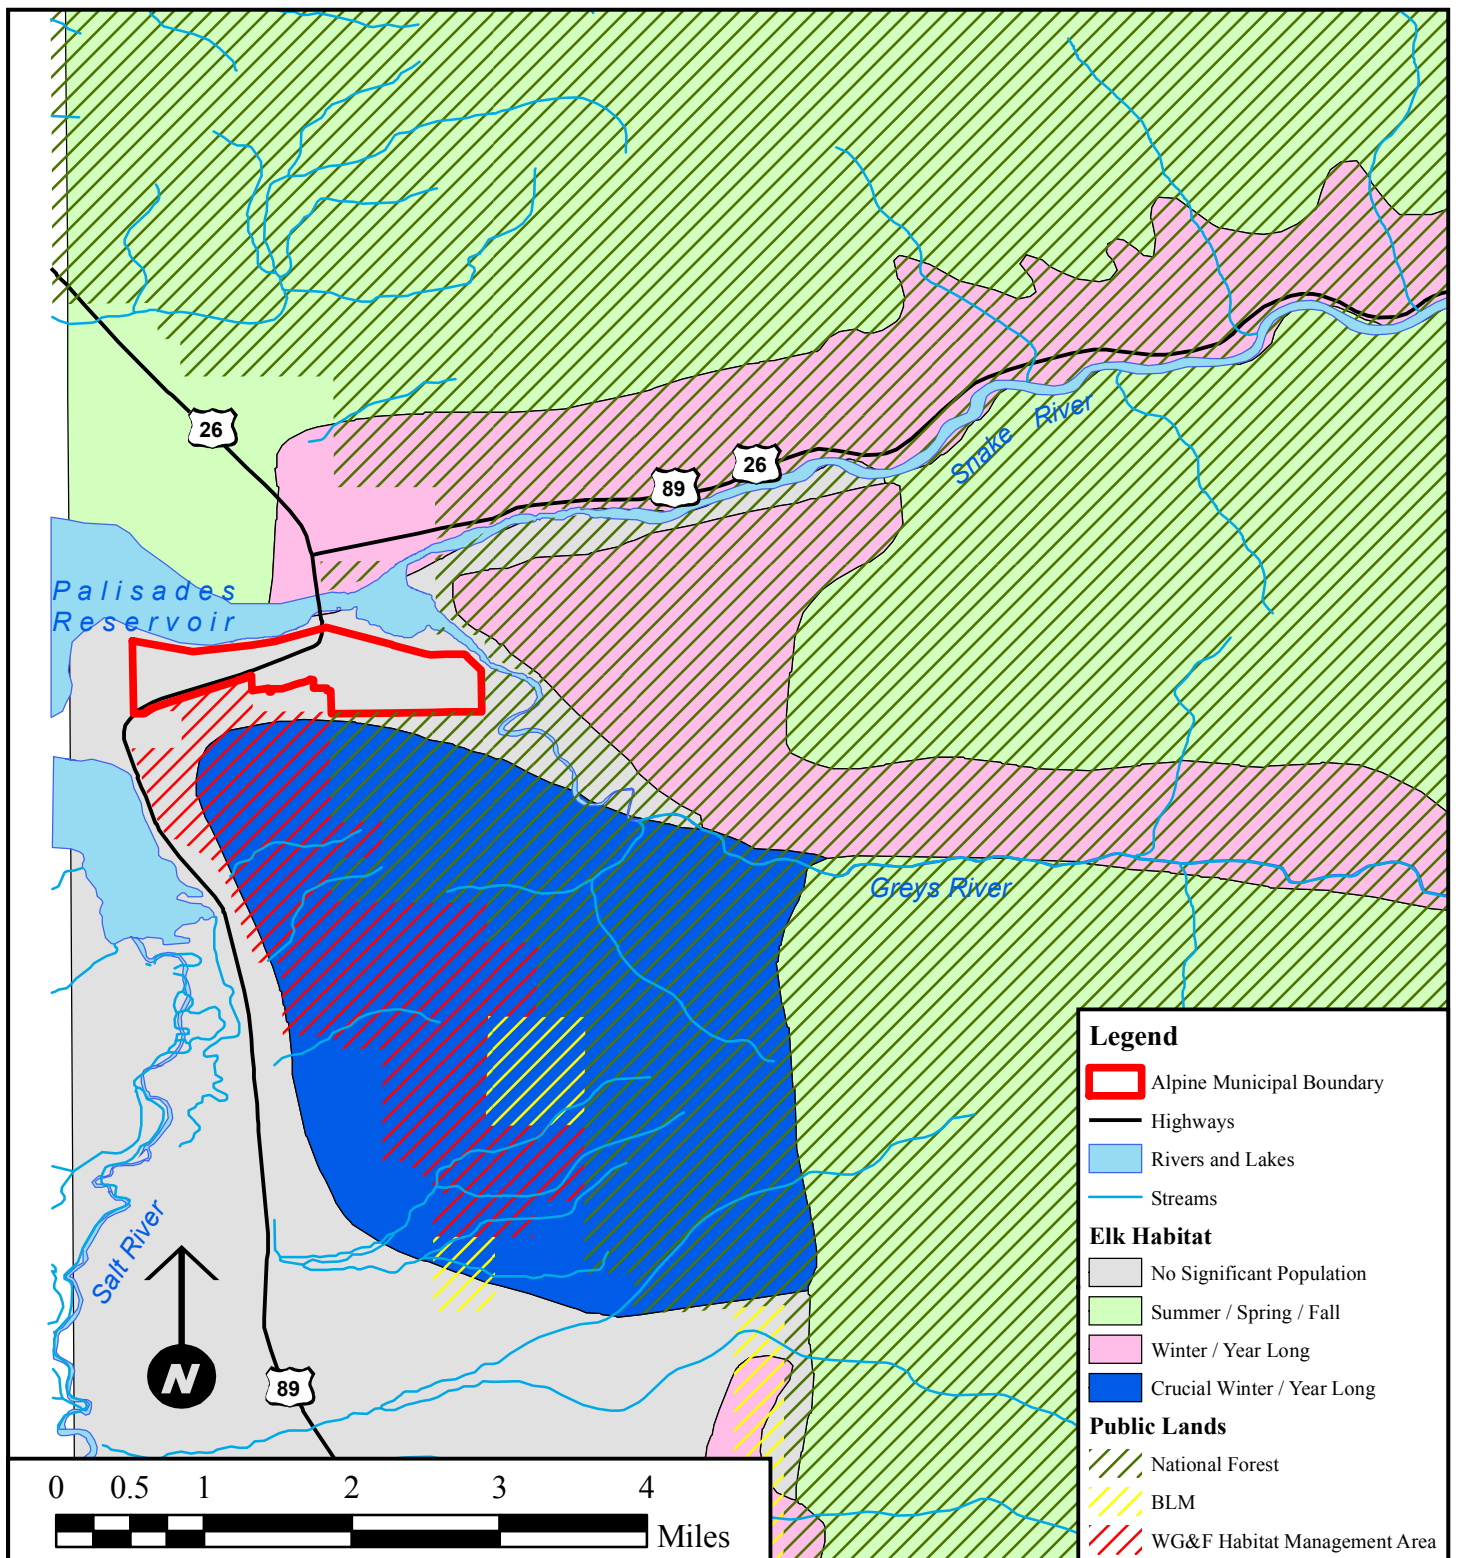 26
26
89
Snake River
Palisades
Reservoir
Greys River
Salt River
N
89
0 0.5 1 2 3 4
Miles
Legend
Alpine Municipal Boundary
Highways
Rivers and Lakes
Streams
Elk Habitat
No Significant Population
Summer / Spring / Fall
Winter / Year Long
Crucial Winter / Year Long
Public Lands
National Forest
BLM
WG&F Habitat Management Area